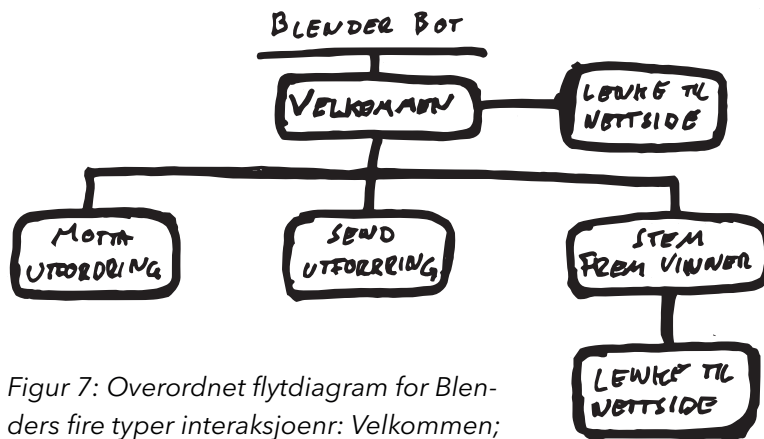 BLENDER BOT
VELKOMMEN
LENKE TIL
NETTSIDE
MOTTA
UTFORDRING
SEND
UTFORRRING
STEM
FREM VINNER
LENKE TIL
NETTSIDE
Figur 7: Overordnet flytdiagram for Blen-
ders fire typer interaksjoenr: Velkommen;